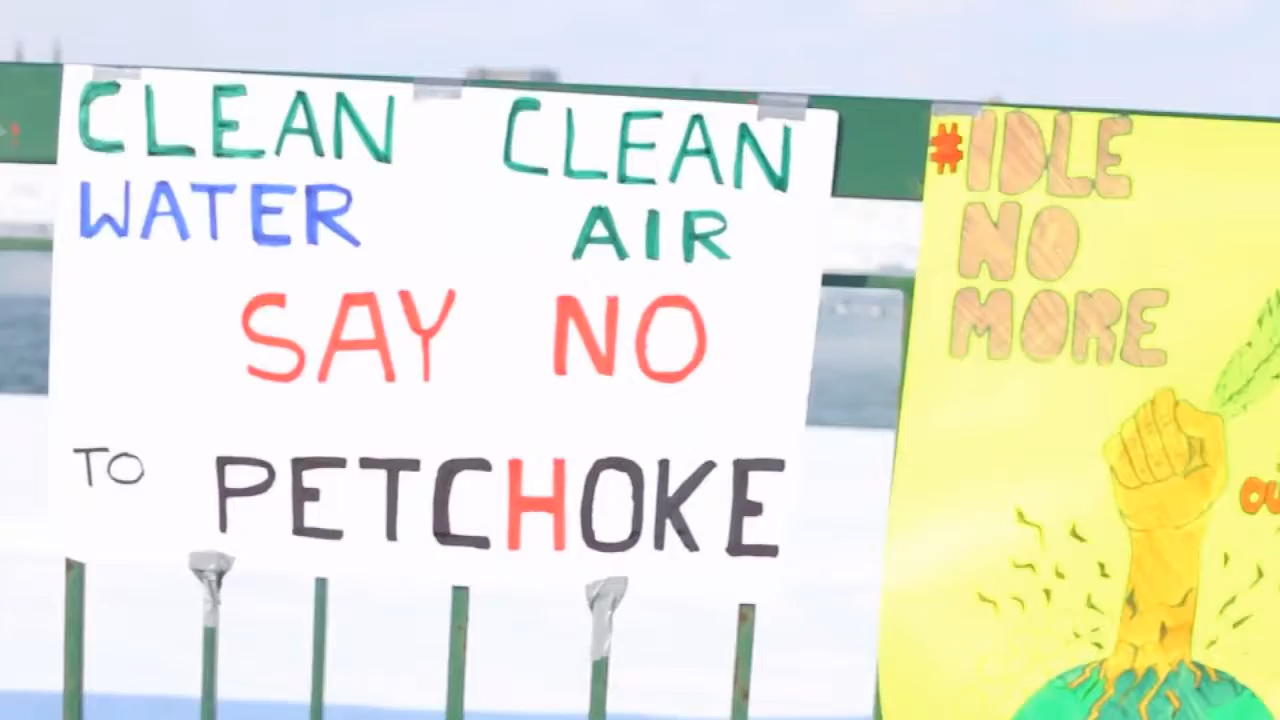 CLEAN CLEAN
WATER AIR
SAY NO
TO PETCHOKE
#IDLE
NO
MORE